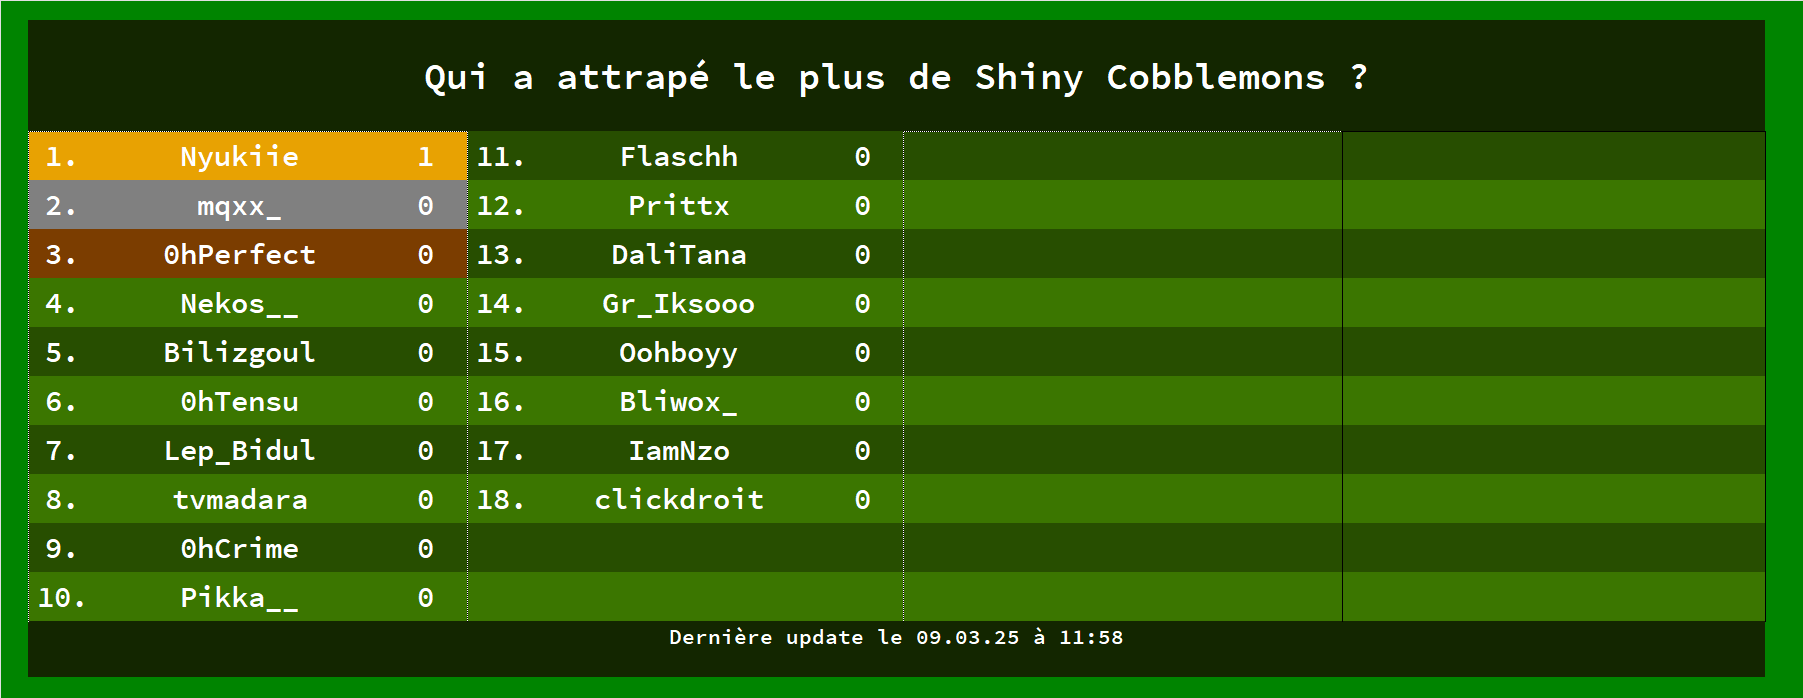 Qui a attrapé le plus de Shiny Cobblemons ?
1. Nyukiie 1
2. mqxx_ 0
3. 0hPerfect 0
4. Nekos__ 0
5. Bilizgoul 0
6. 0hTensu 0
7. Lep_Bidul 0
8. tvmadara 0
9. 0hCrime 0
10. Pikka__ 0
11. Flaschh 0
12. Prittx 0
13. DaliTana 0
14. Gr_Iksooo 0
15. Oohboyy 0
16. Bliwox_ 0
17. IamNzo 0
18. clickdroit 0
Dernière update le 09.03.25 à 11:58